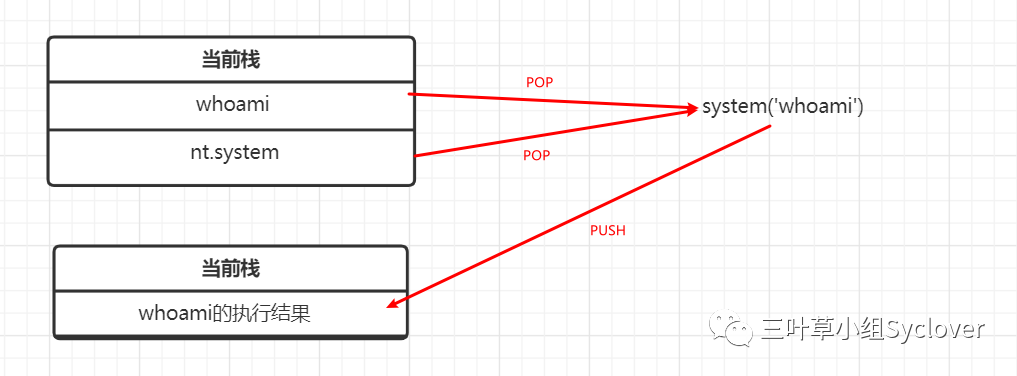 当前栈
whoami
POP
system('whoami')
nt.system
POP
PUSH
当前栈
whoami的执行结果
三叶草小组Syclover